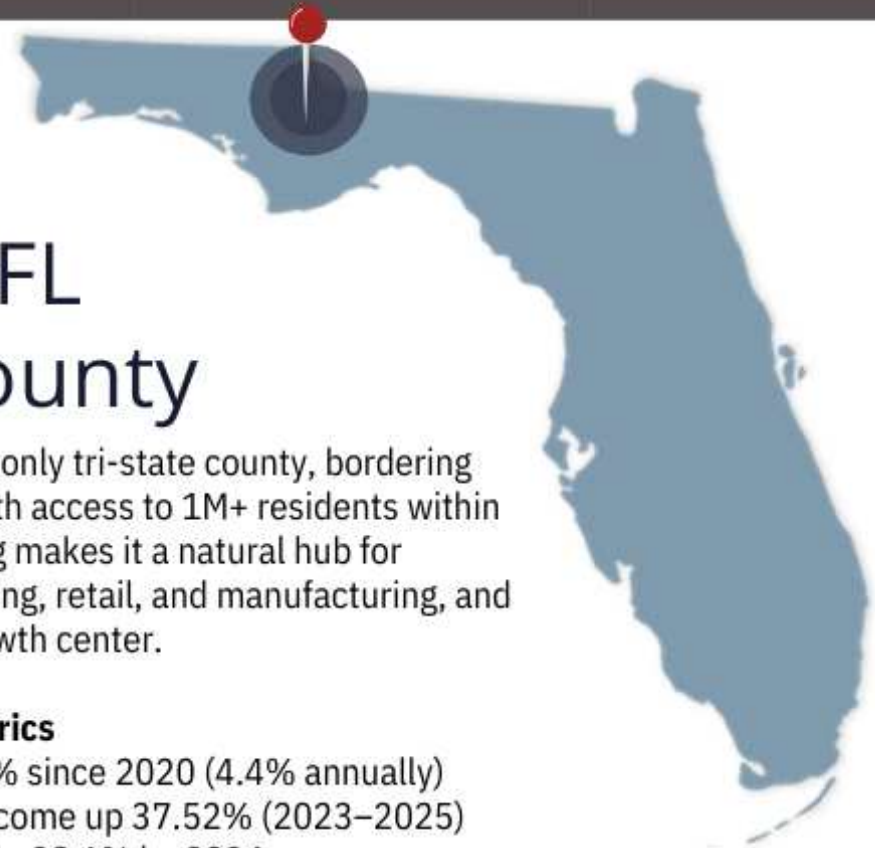 FL
ounty
only tri-state county, bordering
th access to 1M+ residents within
g makes it a natural hub for
ng, retail, and manufacturing, and
wth center.
rics
% since 2020 (4.4% annually)
come up 37.52% (2023–2025)